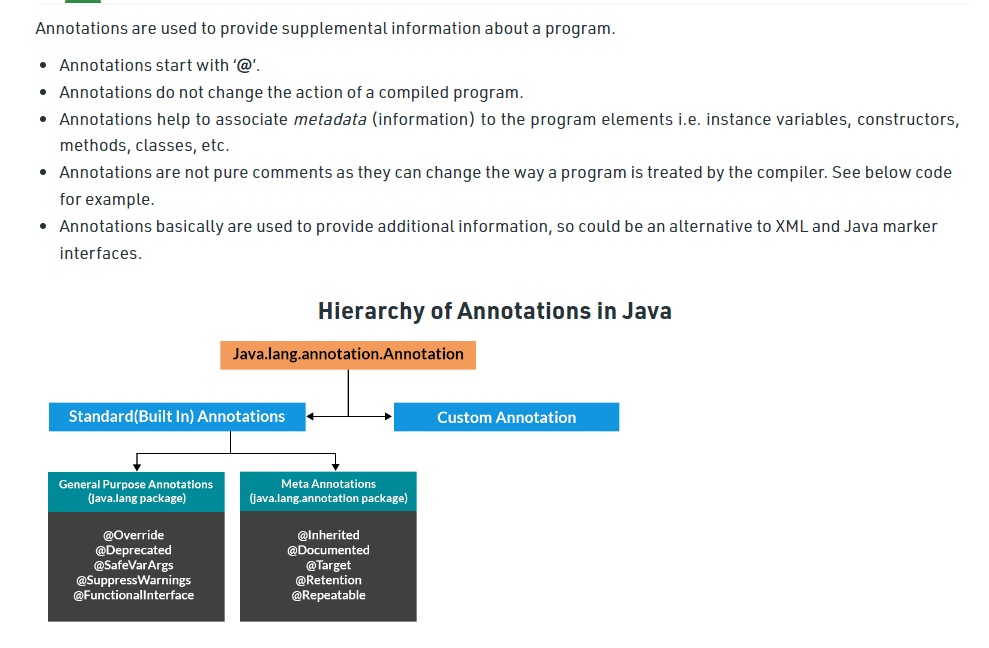 Annotations are used to provide supplemental information about a program.
• Annotations start with ‘@’.
• Annotations do not change the action of a compiled program.
• Annotations help to associate metadata (information) to the program elements i.e. instance variables, constructors,
methods, classes, etc.
• Annotations are not pure comments as they can change the way a program is treated by the compiler. See below code
for example.
• Annotations basically are used to provide additional information, so could be an alternative to XML and Java marker
interfaces.
Hierarchy of Annotations in Java
Java.lang.annotation.Annotation
Standard(Built In) Annotations
Custom Annotation
General Purpose Annotations
(java.lang package)
@Override
@Deprecated
@SafeVarArgs
@SuppressWarnings
@FunctionalInterface
Meta Annotations
(java.lang.annotation package)
@Inherited
@Documented
@Target
@Retention
@Repeatable